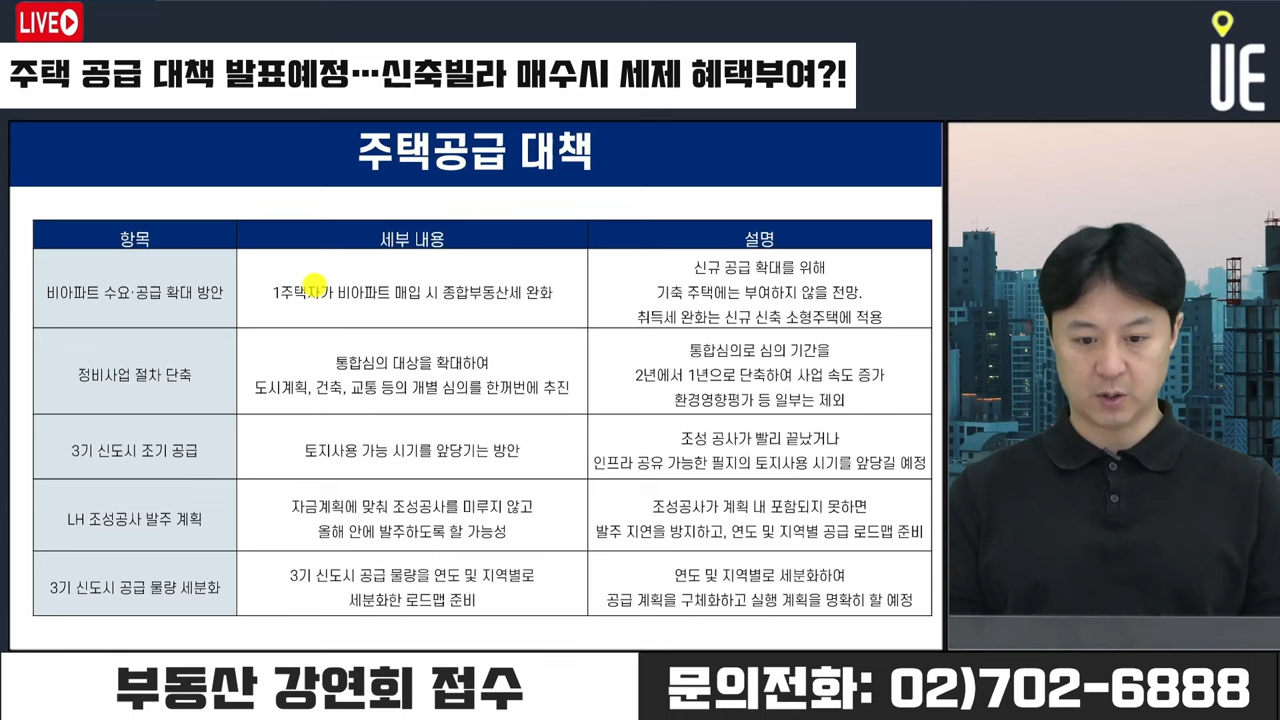 LIVE
주택 공급 대책 발표예정…신축빌라 매수시 세제 혜택부여?!
UE
주택공급 대책
항목
세부 내용
설명
비아파트 수요·공급 확대 방안
1주택자가 비아파트 매입 시 종합부동산세 완화
신규 공급 확대를 위해
기축 주택에는 부여하지 않을 전망.
취득세 완화는 신규 신축 소형주택에 적용
정비사업 절차 단축
통합심의 대상을 확대하여
도시계획, 건축, 교통 등의 개별 심의를 한꺼번에 추진
통합심의로 심의 기간을
2년에서 1년으로 단축하여 사업 속도 증가
환경영향평가 등 일부는 제외
3기 신도시 조기 공급
토지사용 가능 시기를 앞당기는 방안
조성 공사가 빨리 끝났거나
인프라 공유 가능한 필지의 토지사용 시기를 앞당길 예정
LH 조성공사 발주 계획
자금계획에 맞춰 조성공사를 미루지 않고
올해 안에 발주하도록 할 가능성
조성공사가 계획 내 포함되지 못하면
발주 지연을 방지하고, 연도 및 지역별 공급 로드맵 준비
3기 신도시 공급 물량 세분화
3기 신도시 공급 물량을 연도 및 지역별로
세분화한 로드맵 준비
연도 및 지역별로 세분화하여
공급 계획을 구체화하고 실행 계획을 명확히 할 예정
부동산 강연회 접수
문의전화: 02)702-6888